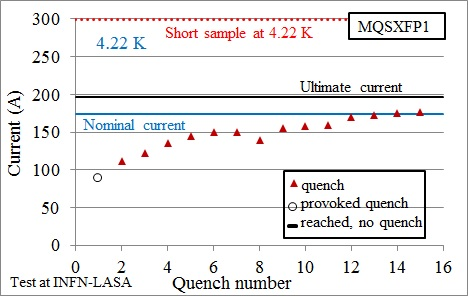 300
250
200
150
100
50
0
Current (A)
4.22 K
Short sample at 4.22 K
MQSXFP1
Ultimate current
Nominal current
quench
provoked quench
reached, no quench
0 2 4 6 8 10 12 14 16
Test at INFN-LASA
Quench number